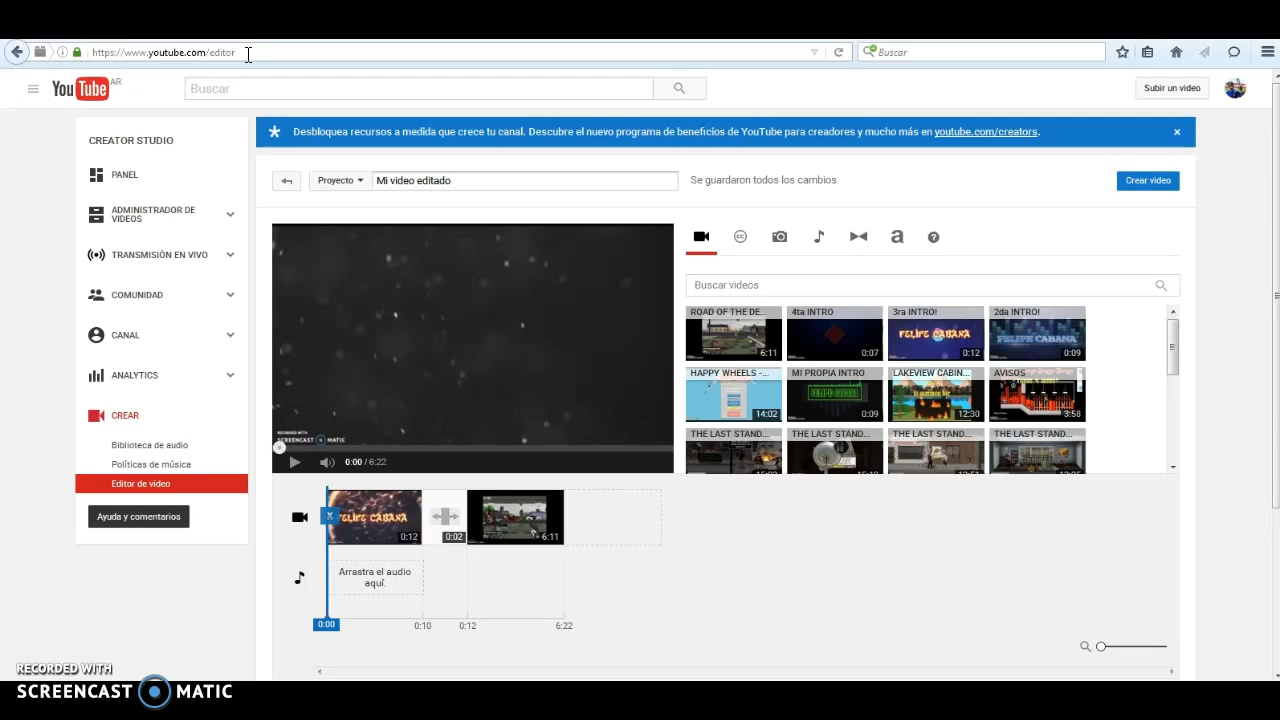 https://www.youtube.com/editor
Buscar
YouTube AR
Buscar
Subir un video
CREATOR STUDIO
PANEL
ADMINISTRADOR DE
VIDEOS
TRANSMISIÓN EN VIVO
COMUNIDAD
CANAL
ANALYTICS
CREAR
Biblioteca de audio
Políticas de música
Editor de video
Ayuda y comentarios
Desbloquea recursos a medida que crece tu canal. Descubre el nuevo programa de beneficios de YouTube para creadores y mucho más en youtube.com/creators.
Proyecto
Mi video editado
Se guardaron todos los cambios.
Crear video
RECORDED WITH
SCREENCAST MATIC
0:00 / 6:22
Buscar videos
ROAD OF THE DE...
4ta INTRO
3ra INTRO!
2da INTRO!
FELIPE CABANA
FELIPE CABANA
6:11
0:07
0:12
0:09
HAPPY WHEELS -...
MI PROPIA INTRO
LAKEVIEW CABIN...
AVISOS
14:02
0:09
12:30
3:58
THE LAST STAND...
THE LAST STAND...
THE LAST STAND...
THE LAST STAND...
FELIPE CABANA
0:12
0:02
6:11
Arrastra el audio
aquí.
0:00
0:10
0:12
6:22
RECORDED WITH
SCREENCAST MATIC